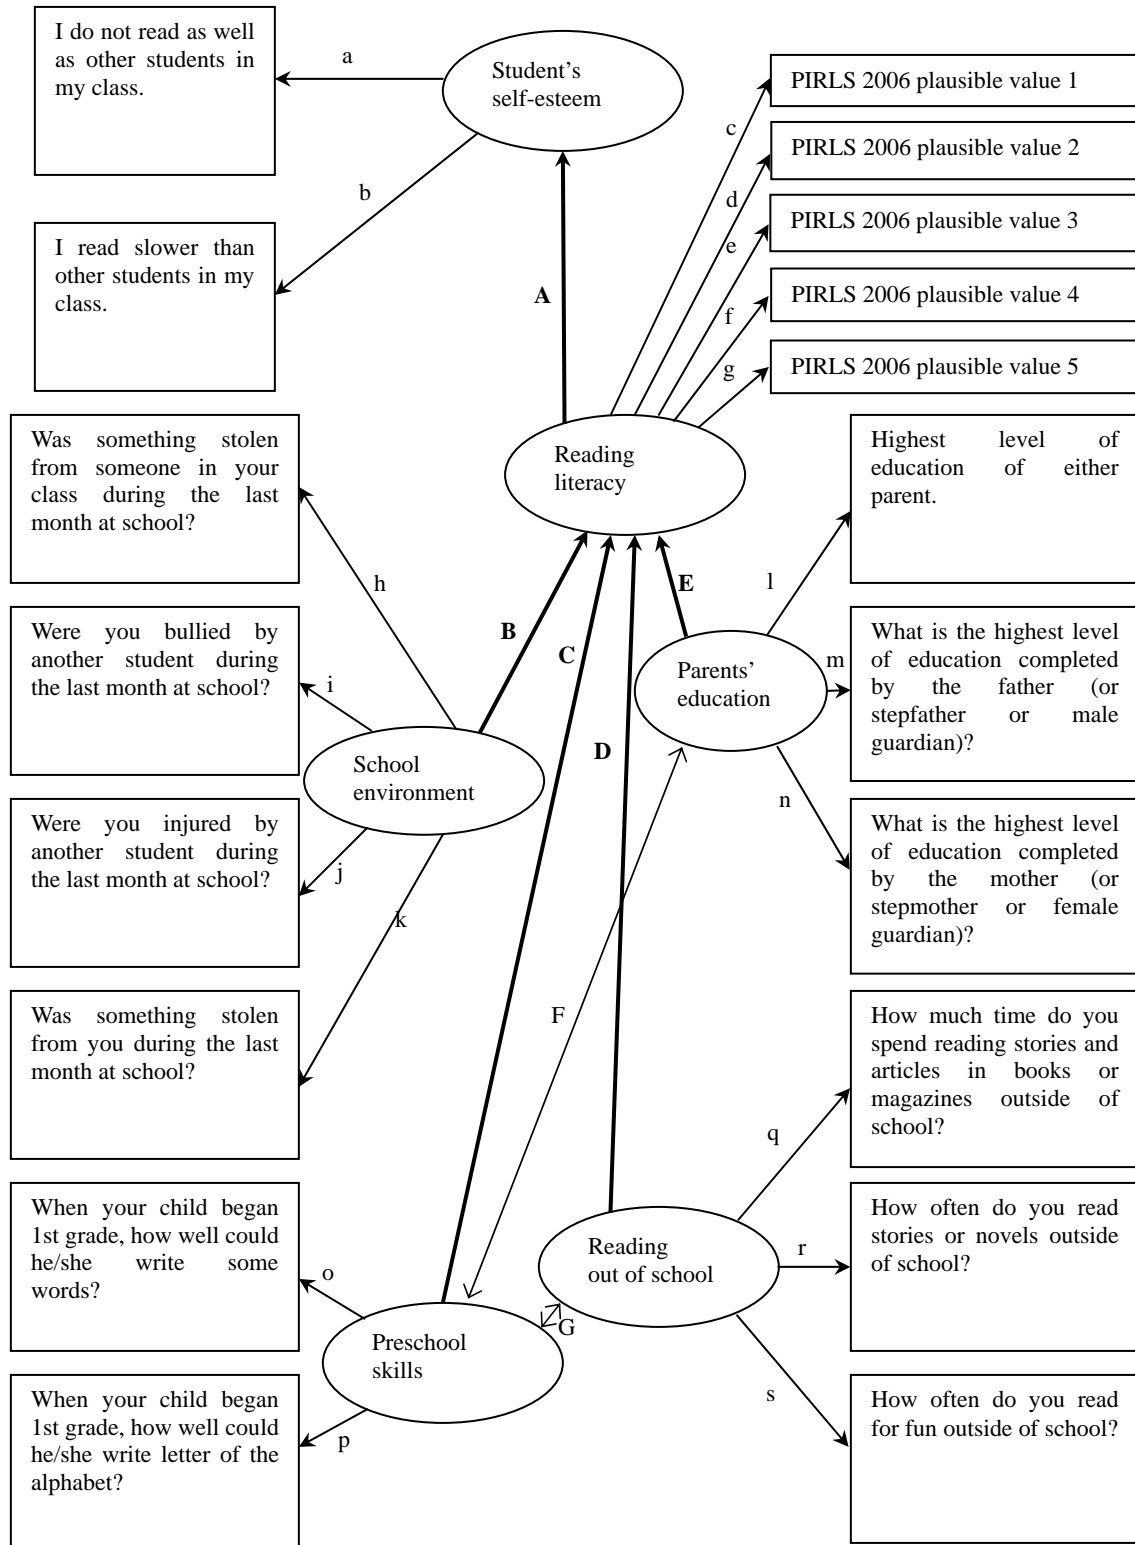 I do not read as well
as other students in
my class.
a
Student's
self-esteem
b
I read slower than
other students in my
class.
A
PIRLS 2006 plausible value 1
c
PIRLS 2006 plausible value 2
d
PIRLS 2006 plausible value 3
e
PIRLS 2006 plausible value 4
f
PIRLS 2006 plausible value 5
g
Reading
literacy
Was something stolen
from someone in your
class during the last
month at school?
h
Were you bullied by
another student during
the last month at school?
i
School
environment
Were you injured by
another student during
the last month at school?
j
k
Was something stolen
from you during the last
month at school?
B
C
D
E
Highest level of
education of either
parent.
l
Parents'
education
m
What is the highest level
of education completed
by the father (or
stepfather or male
guardian)?
n
What is the highest level
of education completed
by the mother (or
stepmother or female
guardian)?
F
How much time do you
spend reading stories and
articles in books or
magazines outside of
school?
q
Reading
out of school
r
How often do you read
stories or novels outside
of school?
s
How often do you read
for fun outside of school?
G
When your child began
1st grade, how well could
he/she write some
words?
o
Preschool
skills
p
When your child began
1st grade, how well could
he/she write letter of the
alphabet?